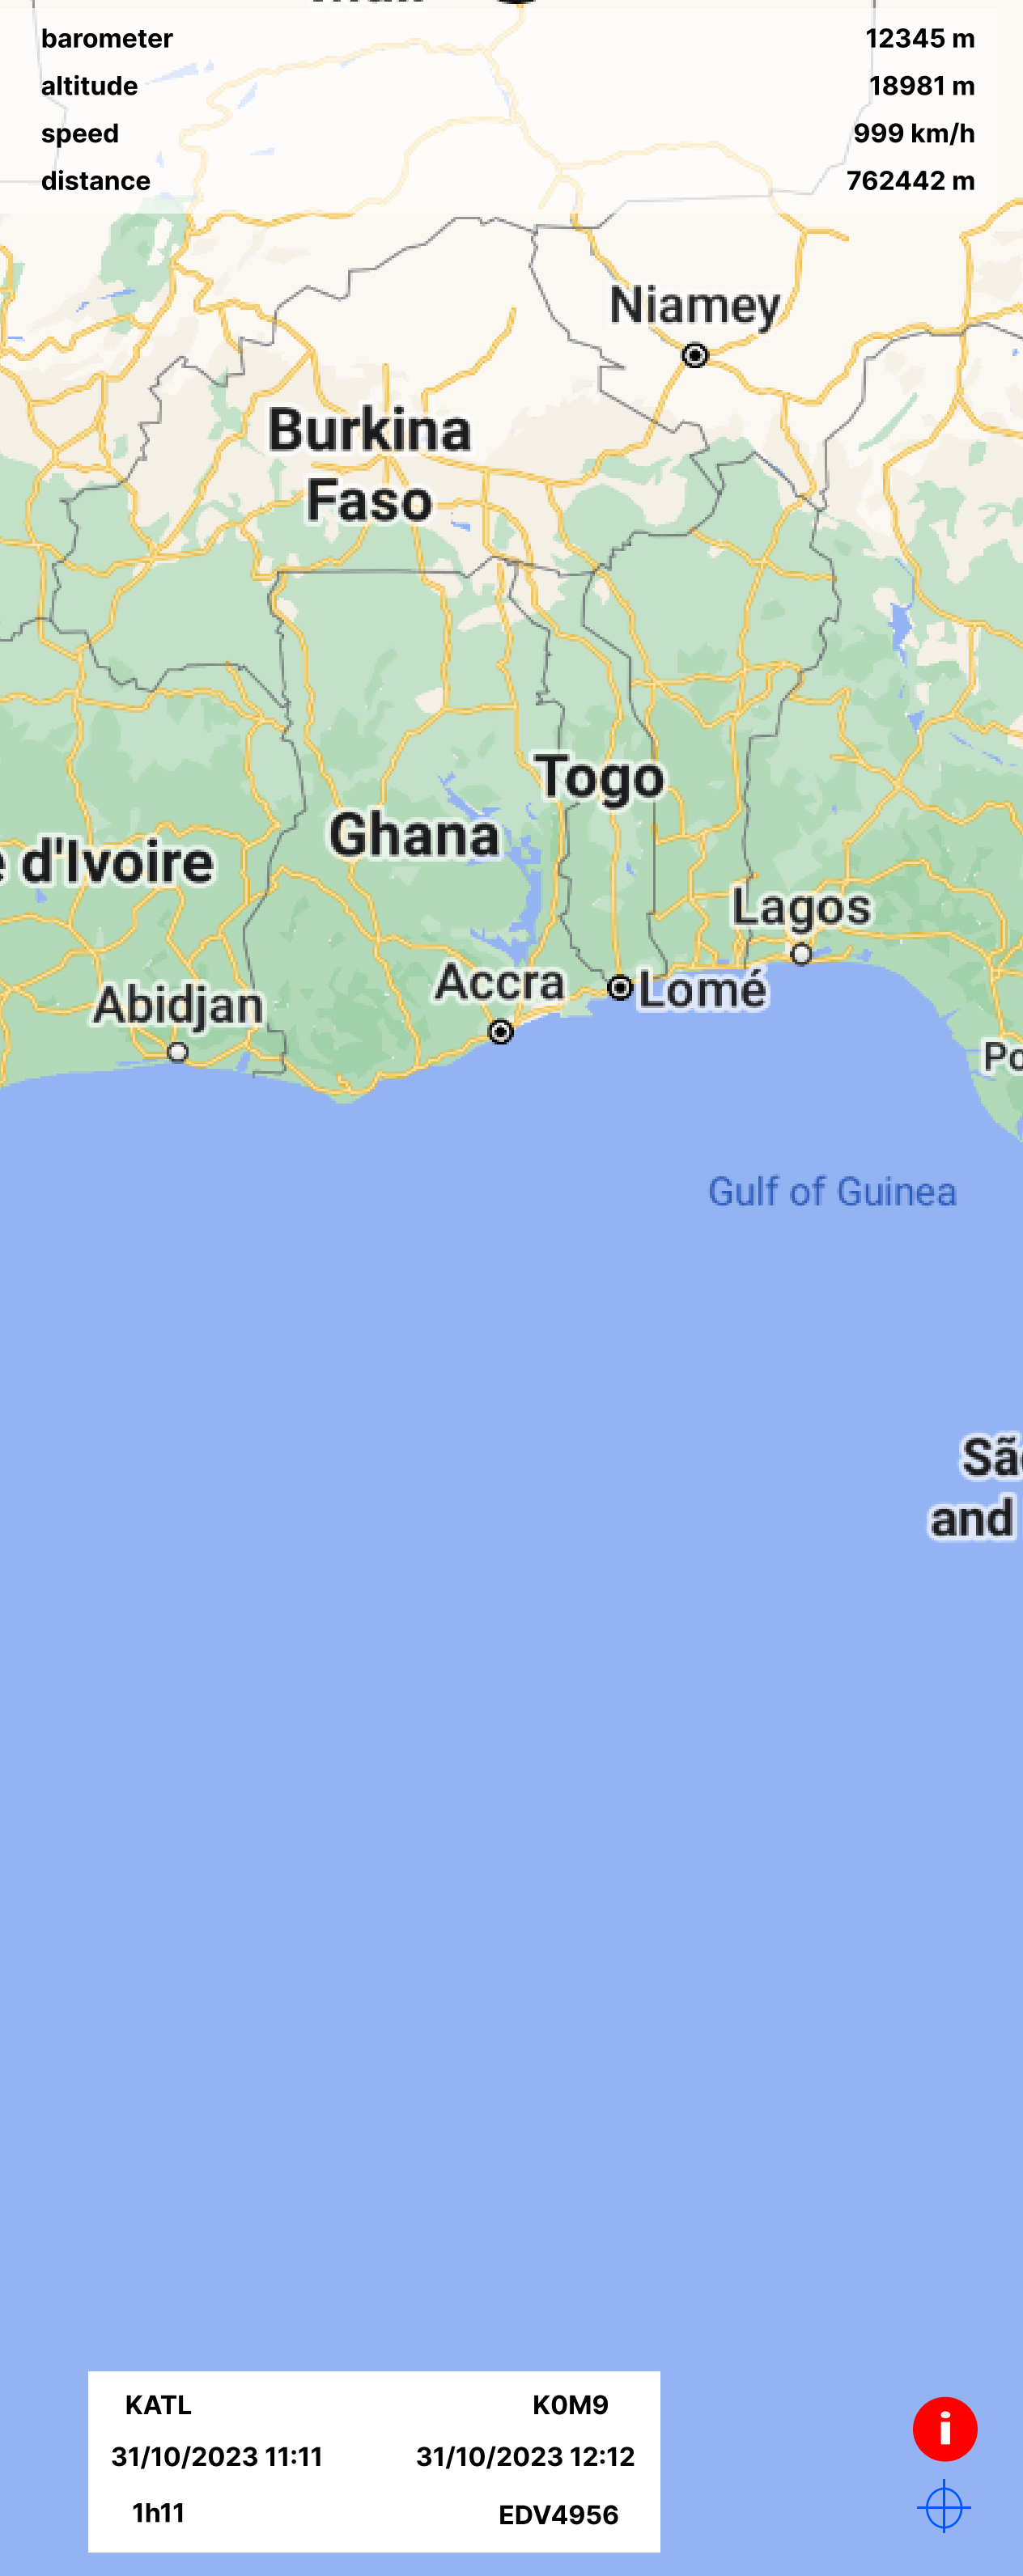 barometer 12345 m
altitude 18981 m
speed 999 km/h
distance 762442 m
Niamey
Burkina
Faso
Togo
Ghana
d'Ivoire
Lagos
Accra
Lomé
Abidjan
Gulf of Guinea
and
KATL K0M9
31/10/2023 11:11 31/10/2023 12:12
1h11 EDV4956
i